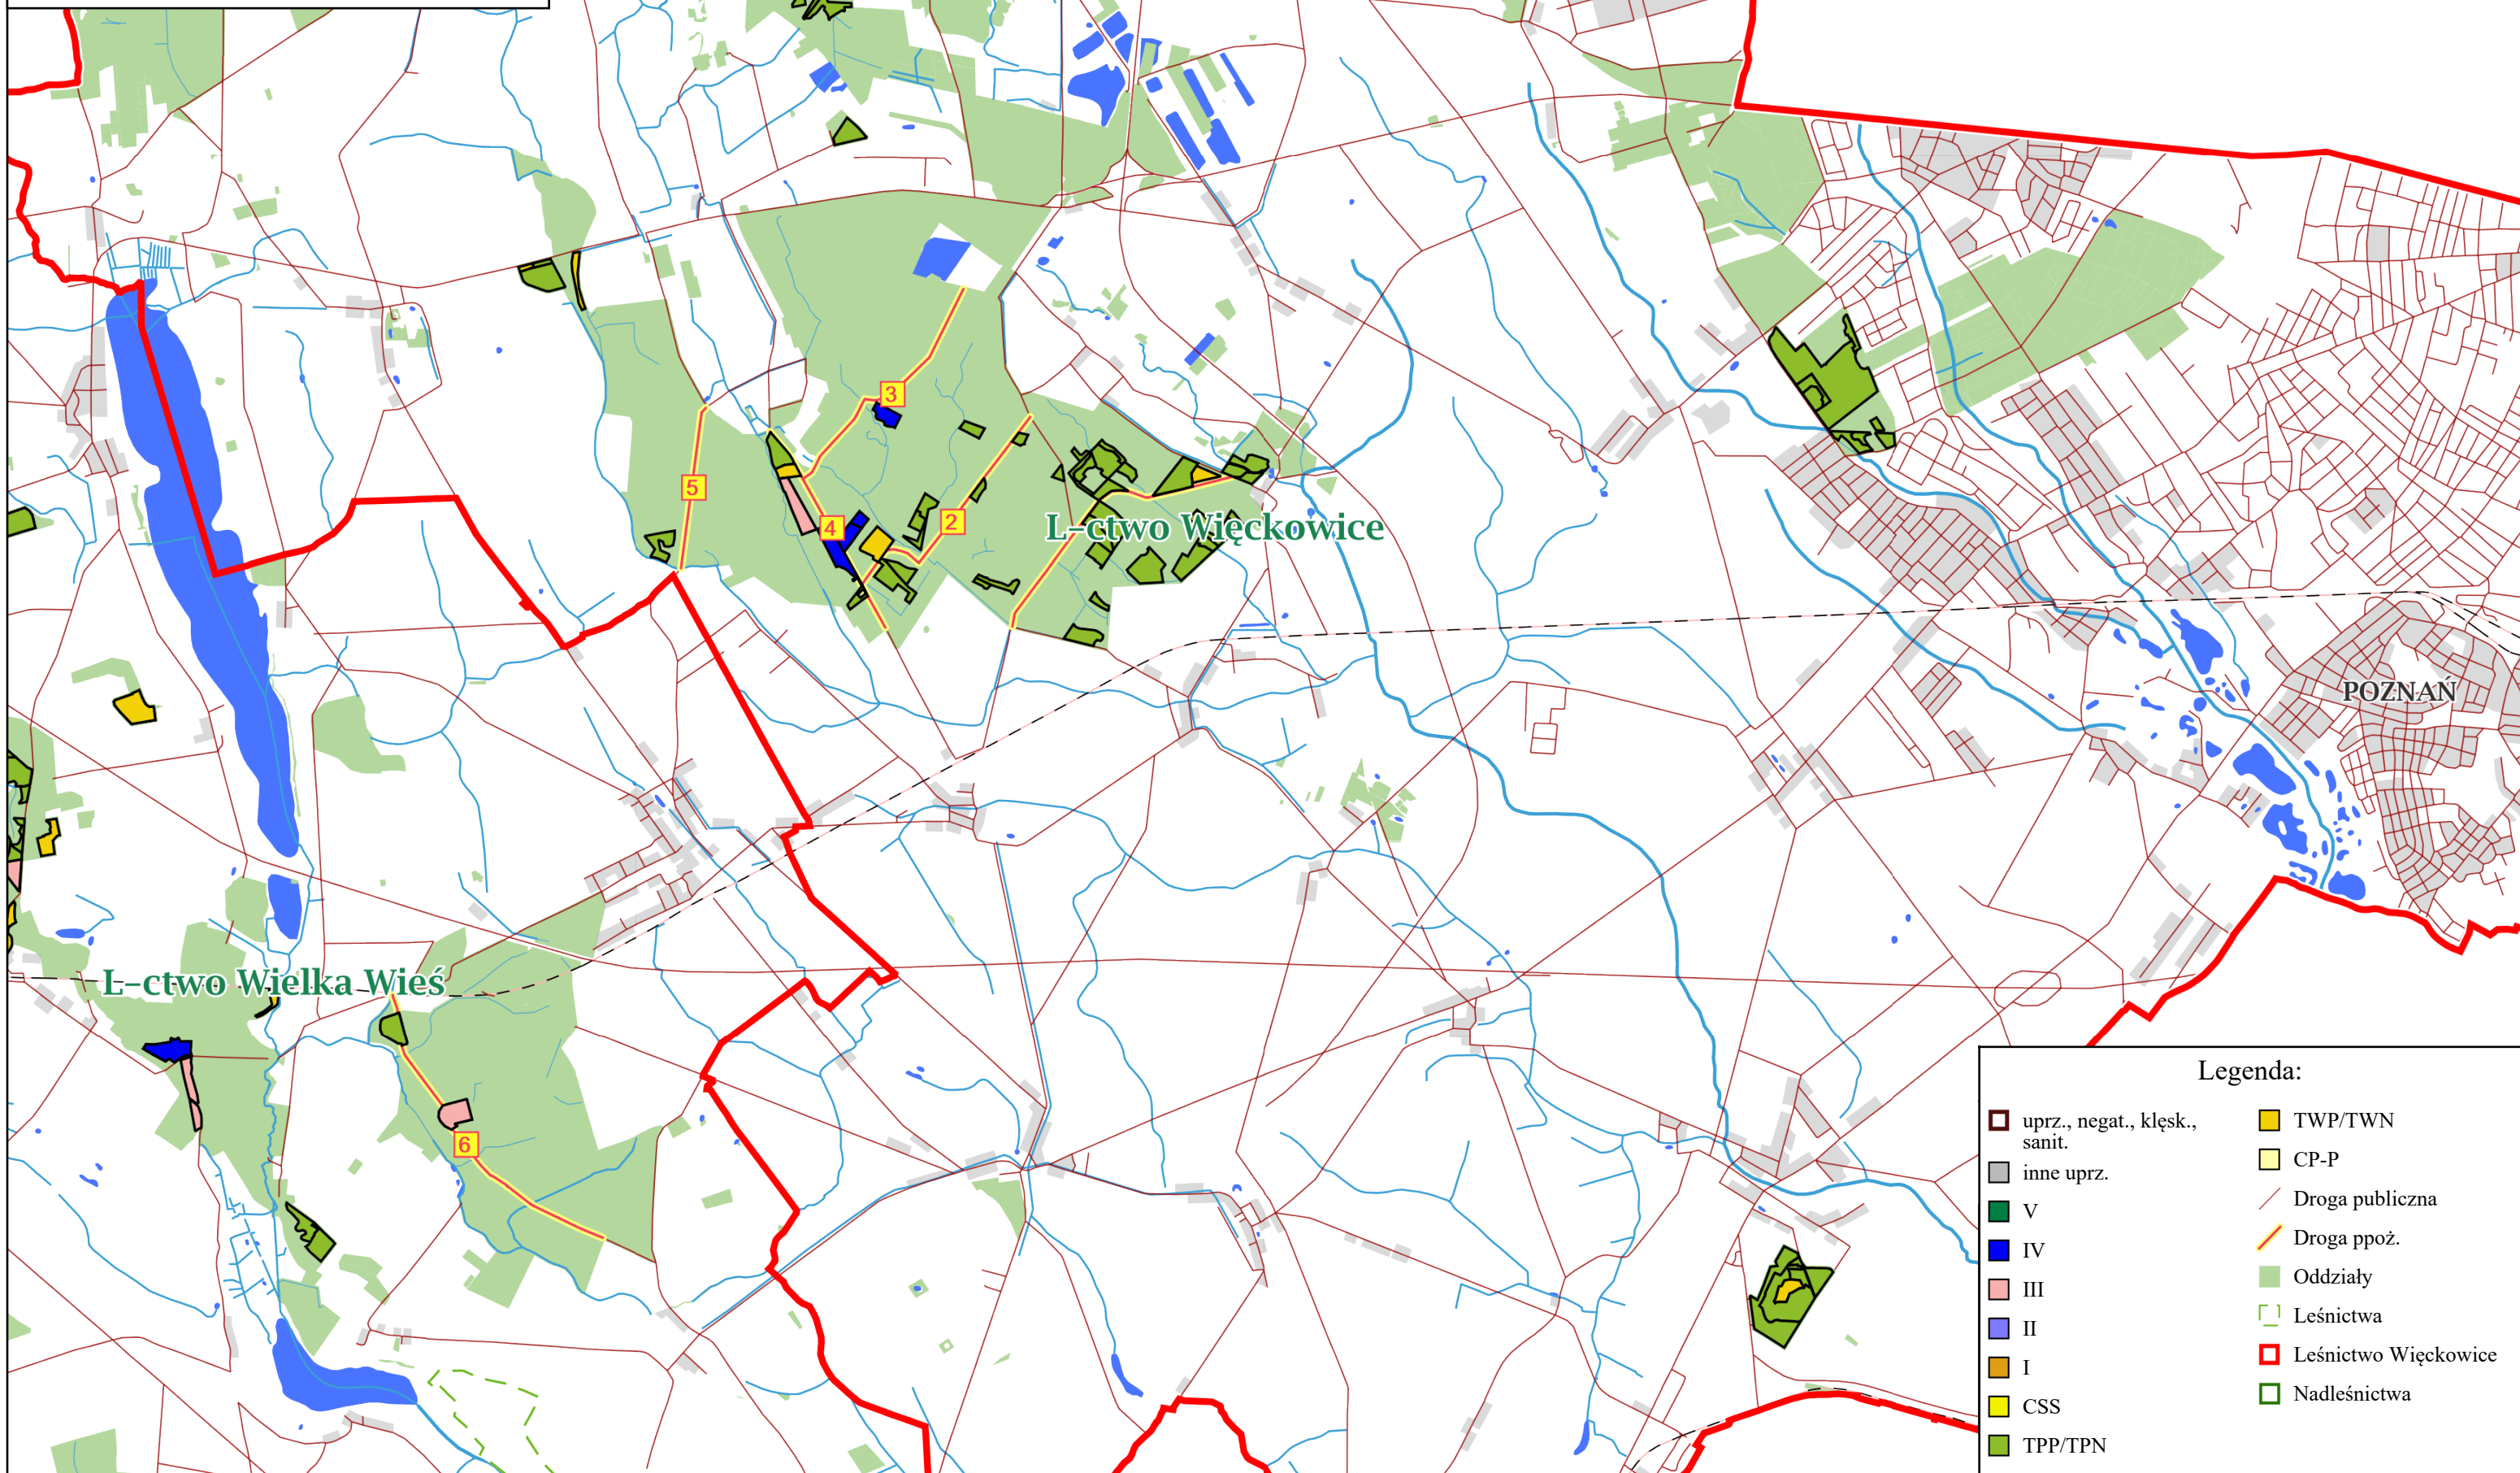 3
5
4
2
L-ctwo Więckowice
POZNAŃ
L-ctwo Wielka Wieś
6
Legenda:
uprz., negat., klęsk.,
sanit.
inne uprz.
V
IV
III
II
I
CSS
TPP/TPN
TWP/TWN
CP-P
Droga publiczna
Droga ppoż.
Oddziały
Leśnictwa
Leśnictwo Więckowice
Nadleśnictwa